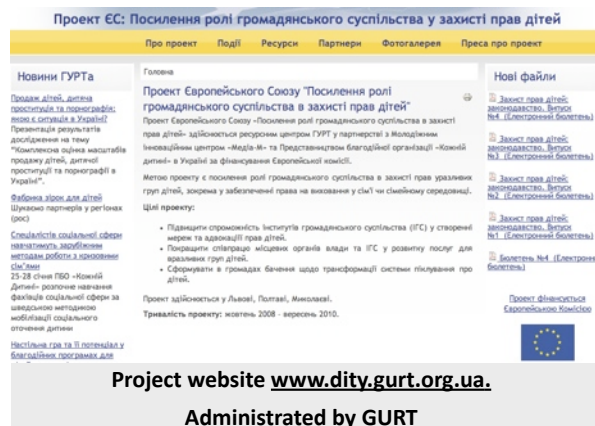 Проект ЄС: Посилення ролі громадянського суспільства у захисті прав дітей
Про проект Події Ресурси Партнери Фотогалерея Преса про проект
Новини ГУРТа
Продаж дітей, дитяча
проституція та порнографія:
якою є ситуація в Україні?
Презентація результатів
дослідження на тему
"Комплексна оцінка масштабів
продажу дітей, дитячої
проституції та порнографії в
Україні".
Фабрика зірок для дітей
Шукаємо партнерів у регіонах
(рос)
Спеціалістів соціальної сфери
навчатимуть зарубіжним
методам роботи з кризовими
сім'ями
25-28 січня ПБО «Кожній
Дитині» розпочне навчання
фахівців соціальної сфери за
шведською методикою
мобілізації соціального
оточення дитини
Настільна гра та її потенціал у
благодійних програмах для
Головна
Проект Європейського Союзу "Посилення ролі
громадянського суспільства в захисті прав дітей"
Проект Європейського Союзу «Посилення ролі громадянського суспільства в захисті
прав дітей» здійснюється ресурсним центром ГУРТ у партнерстві з Молодіжним
інноваційним центром «Медіа-М» та Представництвом благодійної організації «Кожній
дитині» в Україні за фінансування Європейської комісії.
Метою проекту є посилення ролі громадянського суспільства в захисті прав уразливих
груп дітей, зокрема у забезпеченні права на виховання у сім'ї чи сімейному середовищі.
Цілі проекту:
• Підвищити спроможність інститутів громадянського суспільства (ІГС) у створенні
мереж та адвокації прав дітей.
• Покращити співпрацю місцевих органів влади та ІГС у розвитку послуг для
вразливих груп дітей.
• Сформувати в громадах бачення щодо трансформації системи піклування про
дітей.
Проект здійснюється у Львові, Полтаві, Миколаєві.
Тривалість проекту: жовтень 2008 - вересень 2010.
Нові файли
Захист прав дітей:
законодавство. Випуск
№4 (Електронний бюлетень)
Захист прав дітей:
законодавство. Випуск
№3 (Електронний бюлетень)
Захист прав дітей:
законодавство. Випуск
№2 (Електронний бюлетень)
Захист прав дітей:
законодавство. Випуск
№1 (Електронний бюлетень)
Бюлетень №4 (Електронний
бюлетень)
Проект фінансується
Європейською Комісією
Project website www.dity.gurt.org.ua.
Administrated by GURT